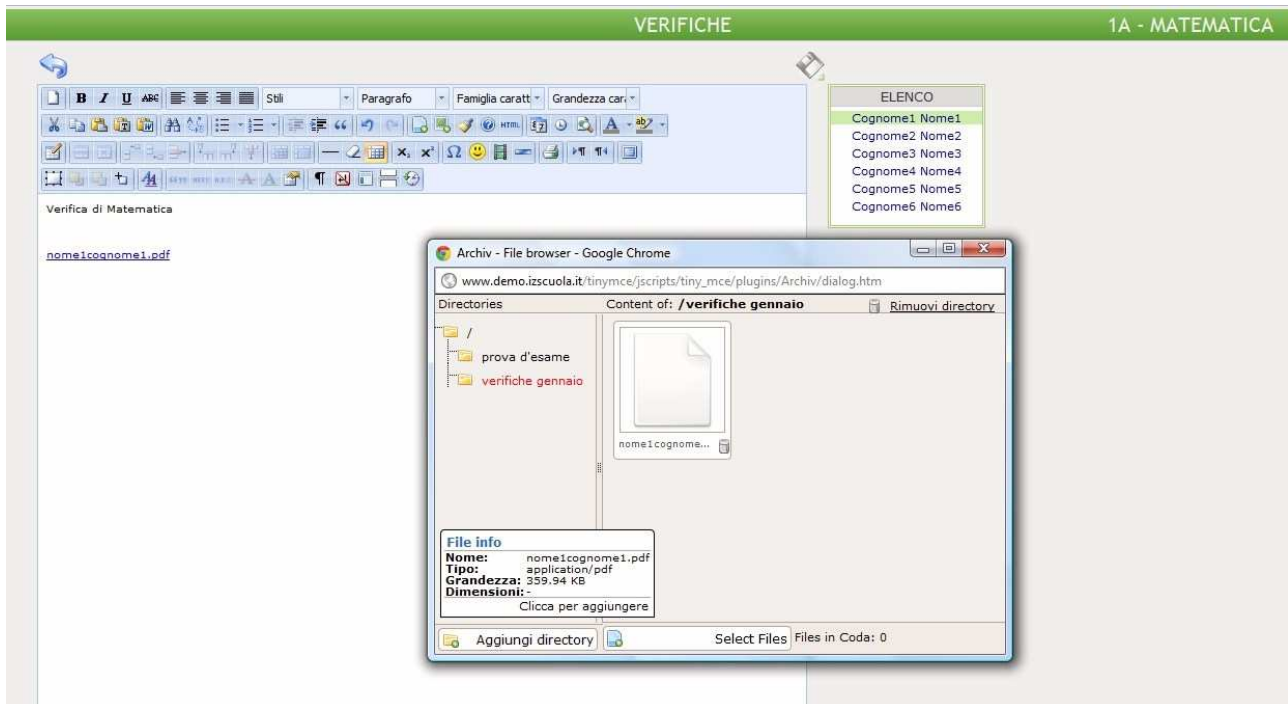 VERIFICHE
1A - MATEMATICA
B I U ABC Stili Paragrafo Famiglia caratt Grandezza car.
HTML
Verifica di Matematica
nome1cognome1.pdf
ELENCO
Cognome1 Nome1
Cognome2 Nome2
Cognome3 Nome3
Cognome4 Nome4
Cognome5 Nome5
Cognome6 Nome6
Archiv - File browser - Google Chrome
www.demo.izscuola.it/tinymce/jscripts/tiny_mce/plugins/Archiv/dialog.htm
Directories
Content of: /verifiche gennaio
Rimuovi directory
/
prova d'esame
verifiche gennaio
nome1cognome...
File info
Nome: nome1cognome1.pdf
Tipo: application/pdf
Grandezza: 359.94 KB
Dimensioni: -
Clicca per aggiungere
Aggiungi directory
Select Files
Files in Coda: 0